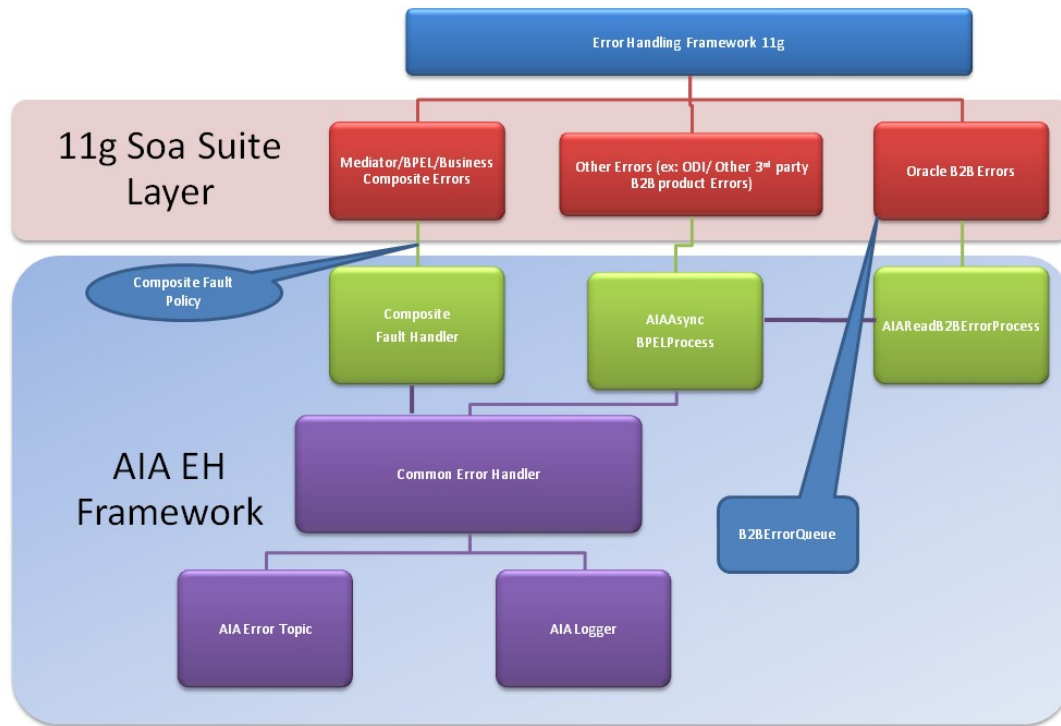 Error Handling Framework 11g
11g Soa Suite
Layer
Mediator/BPEL/Business
Composite Errors
Other Errors (ex: ODI/ Other 3rd party
B2B product Errors)
Oracle B2B Errors
Composite Fault
Policy
Composite
Fault Handler
AIAAsync
BPELProcess
AIAReadB2BErrorProcess
AIA EH
Framework
Common Error Handler
B2BErrorQueue
AIA Error Topic
AIA Logger